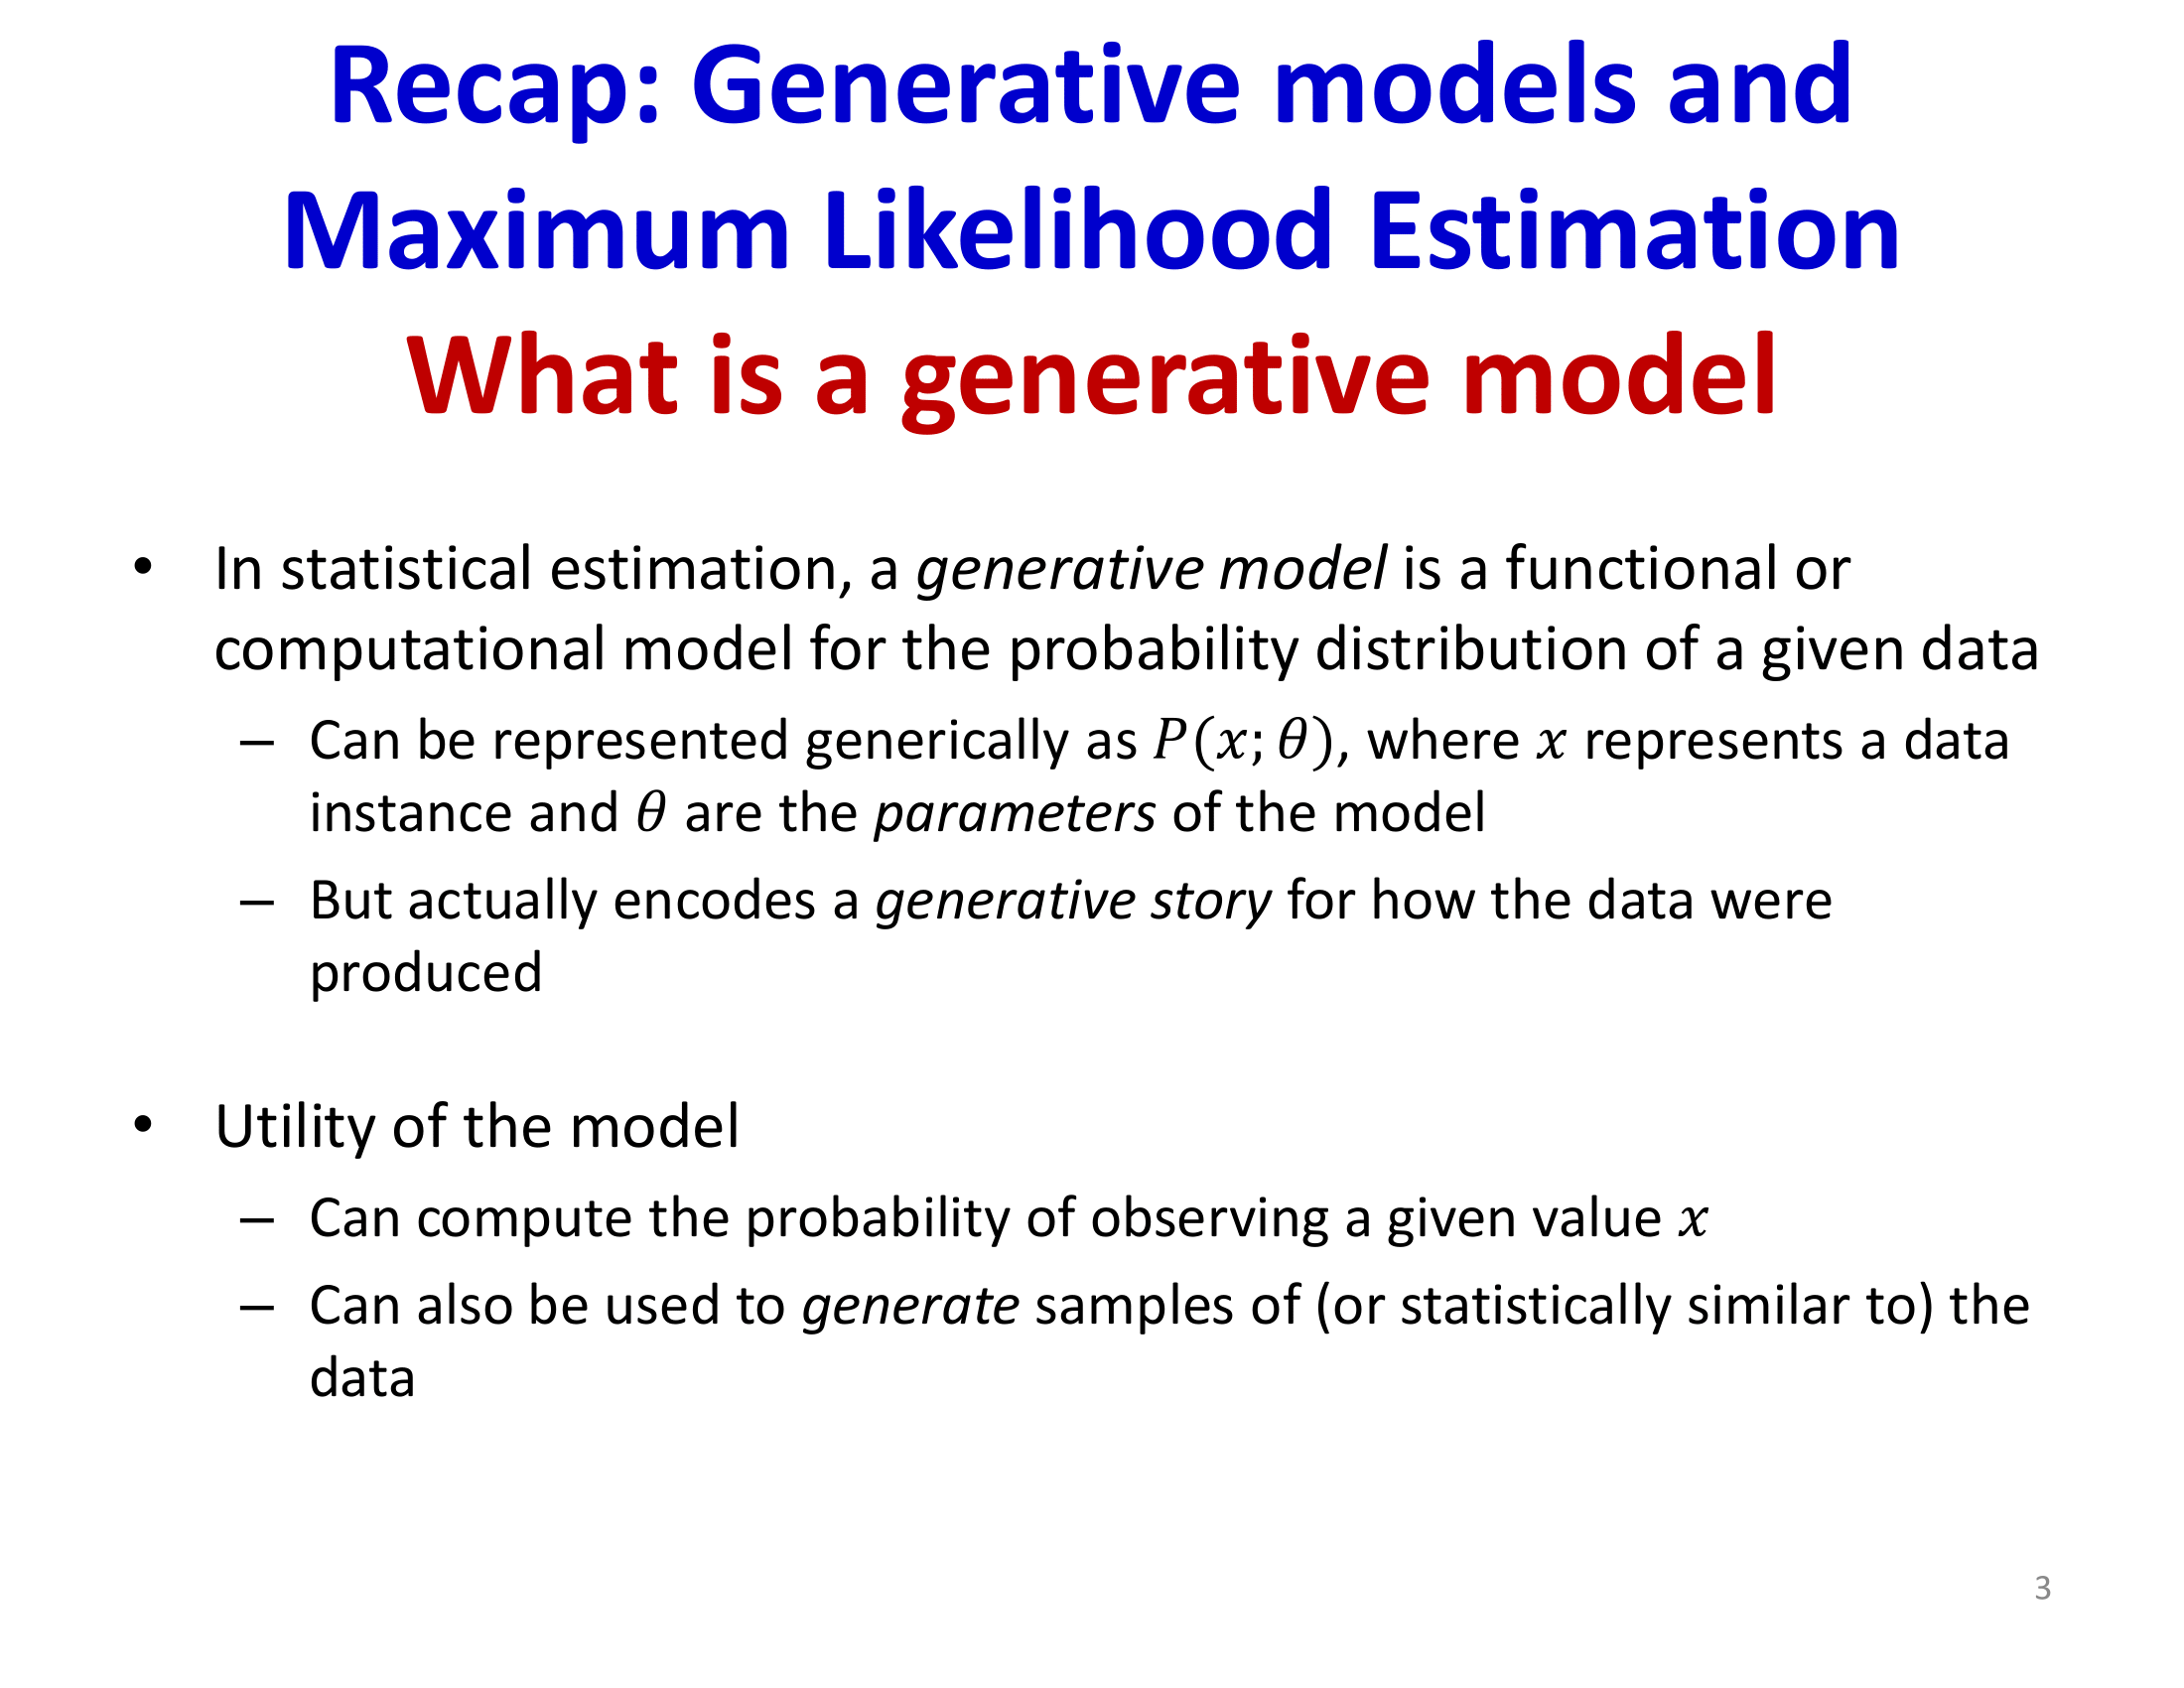 Recap: Generative models and
Maximum Likelihood Estimation
What is a generative model
• In statistical estimation, a generative model is a functional or
computational model for the probability distribution of a given data
– Can be represented generically as 𝑃(𝑥; 𝜃), where 𝑥 represents a data
instance and 𝜃 are the parameters of the model
– But actually encodes a generative story for how the data were
produced
• Utility of the model
– Can compute the probability of observing a given value 𝑥
– Can also be used to generate samples of (or statistically similar to) the
data
3